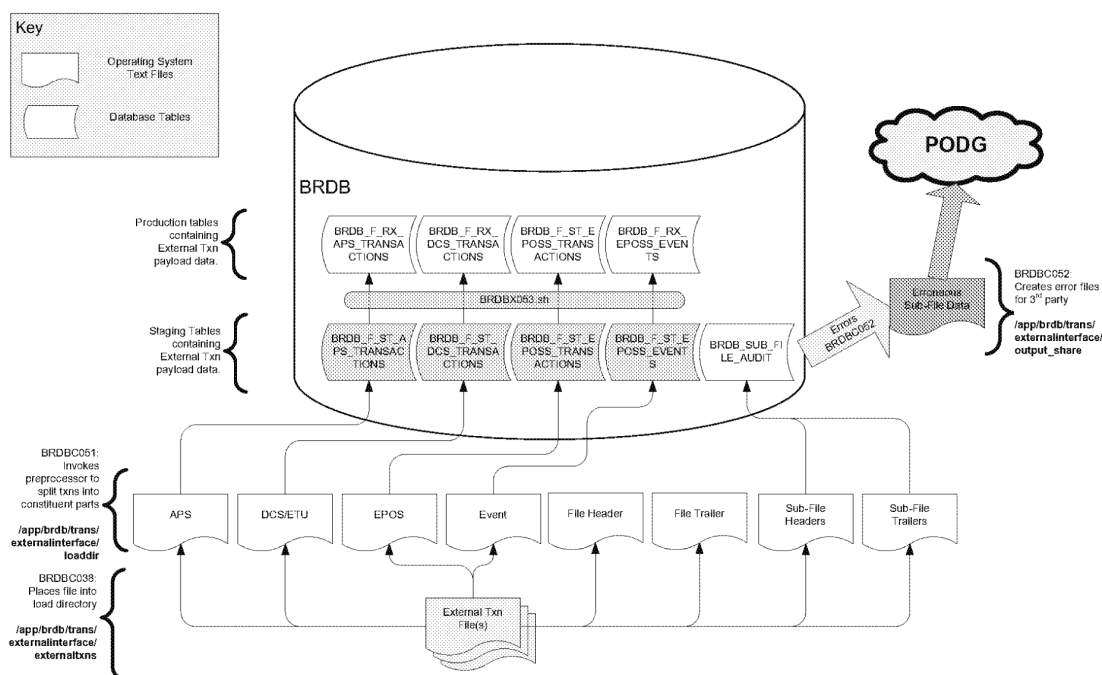 Key
Operating System
Text Files
Database Tables
PODG
BRDB
Production tables
containing
External Txn
payload data.
BRDB_F_RX_
APS_TRANSA
CTIONS
BRDB_F_RX_
DCS_TRANSA
CTIONS
BRDB_F_ST_E
POSS_TRANS
ACTIONS
BRDB_F_RX_
EPOSS_EVEN
TS
BRDBX053.sh
Staging Tables
containing
External Txn
payload data.
BRDB_F_ST_A
PS_TRANSAC
TIONS
BRDB_F_ST_
DCS_TRANSA
CTIONS
BRDB_F_ST_E
POSS_TRANS
ACTIONS
BRDB_F_ST_E
POSS_EVENT
S
BRDB_SUB_FI
LE_AUDIT
Errors
BRDBC052
Erroneous
Sub-File Data
BRDBC052:
Creates error files
for 3rd party
/app/brdb/trans/
externalinterface/
output_share
BRDBC051:
Invokes
preprocessor to
split txns into
constituent parts
/app/brdb/trans/
externalinterface/
loaddir
APS
DCS/ETU
EPOS
Event
File Header
File Trailer
Sub-File
Headers
Sub-File
Trailers
BRDBC038:
Places file into
load directory
/app/brdb/trans/
externalinterface/
externaltxns
External Txn
File(s)